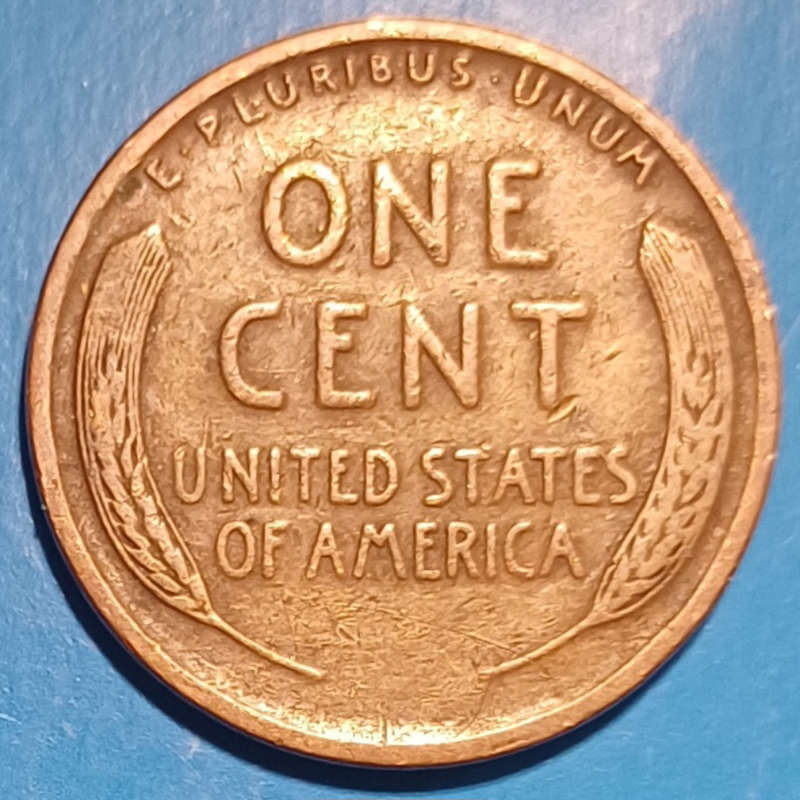 E·PLURIBUS·UNUM
ONE
CENT
UNITED STATES
OF AMERICA